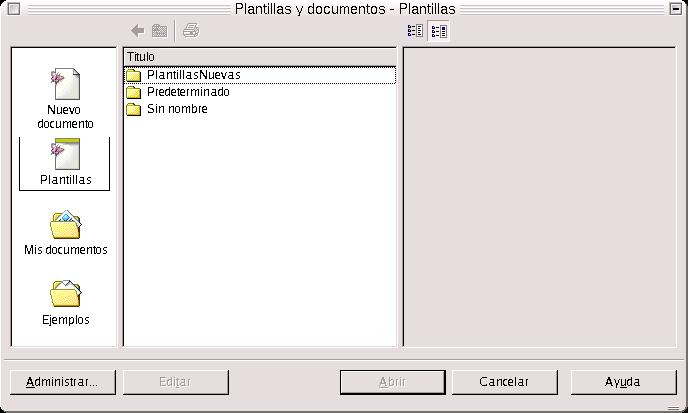 Plantillas y documentos - Plantillas
Título
PlantillasNuevas
Predeterminado
Sin nombre
Nuevo
documento
Plantillas
Mis documentos
Ejemplos
Administrar...
Editar
Abrir
Cancelar
Ayuda